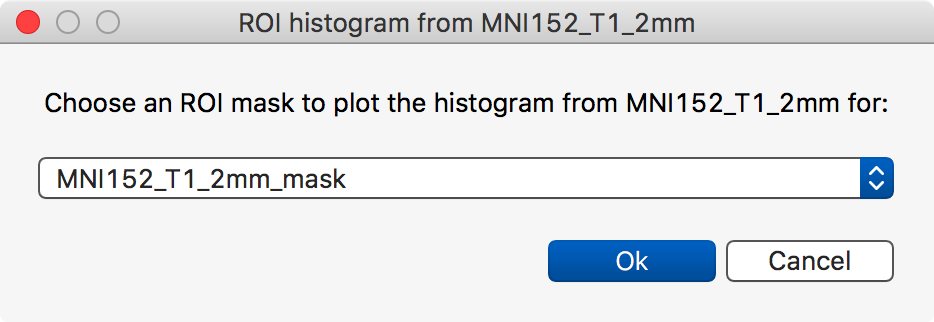 ROI histogram from MNI152_T1_2mm
Choose an ROI mask to plot the histogram from MNI152_T1_2mm for:
MNI152_T1_2mm_mask
Ok
Cancel